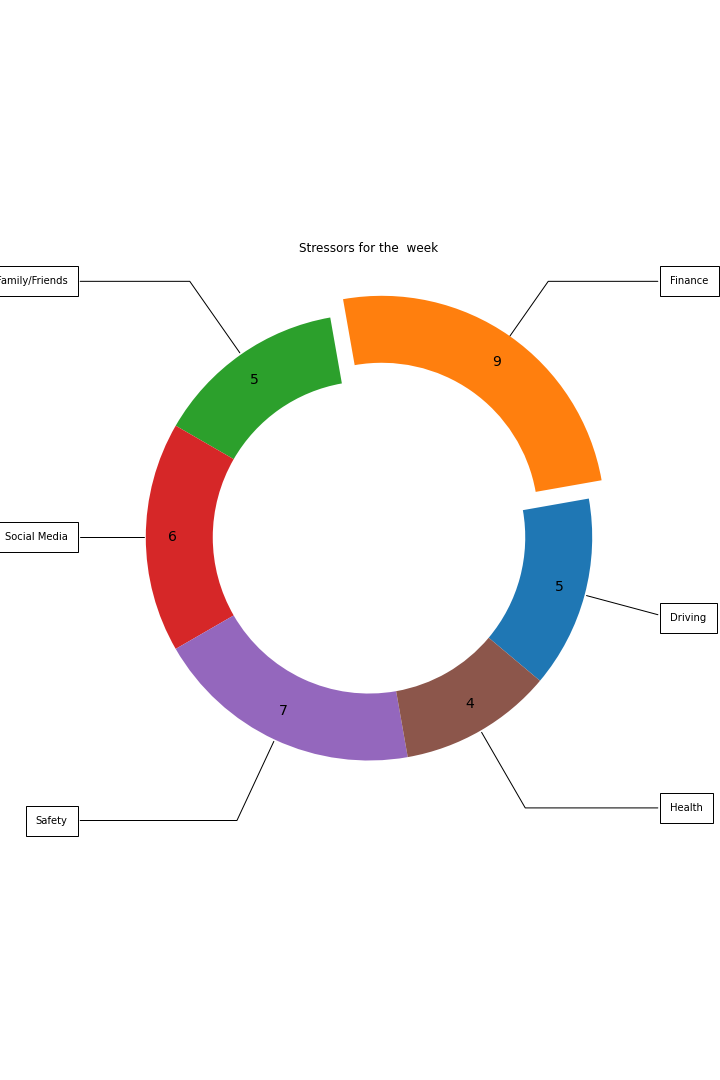 Stressors for the  week
Family/Friends
Finance
9
5
Social Media
6
5
Driving
7
4
Safety
Health